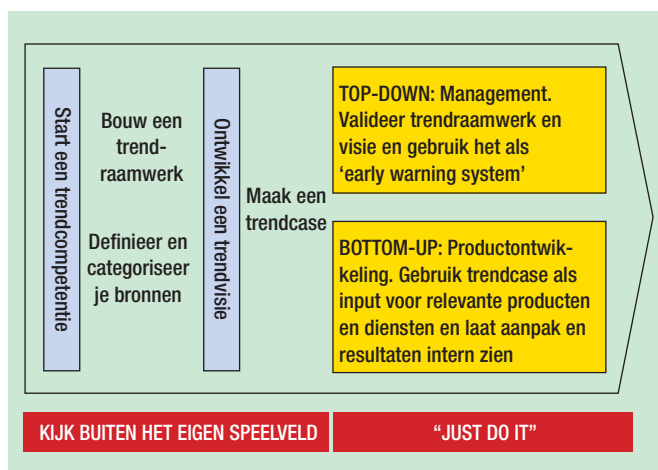 Start een trendcompetentie
Bouw een
trend-
raamwerk
Definieer en
categoriseer
je bronnen
Ontwikkel een trendvisie
Maak een
trendcase
TOP-DOWN: Management.
Valideer trendraamwerk en
visie en gebruik het als
‘early warning system’
BOTTOM-UP: Productontwik-
keling. Gebruik trendcase als
input voor relevante producten
en diensten en laat aanpak en
resultaten intern zien
KIJK BUITEN HET EIGEN SPEELVELD
“JUST DO IT”